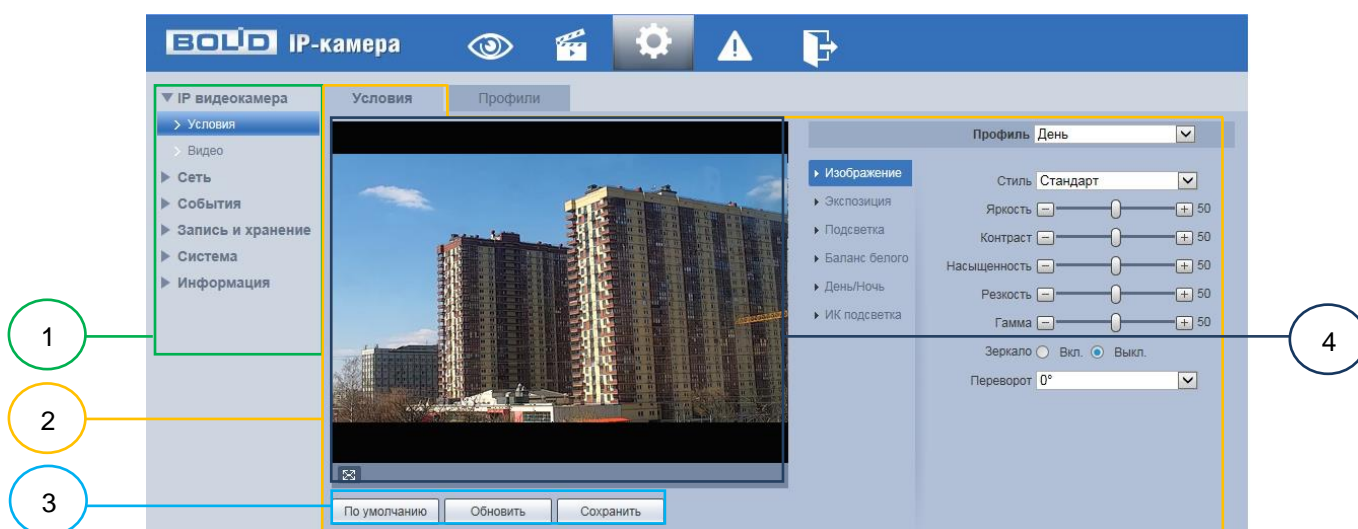 BOLID IP-камера
IP видеокамера
Условия
Видео
Сеть
События
Запись и хранение
Система
Информация
Условия
Профили
Профиль День
Изображение
Экспозиция
Подсветка
Баланс белого
День/Ночь
ИК подсветка
Стиль Стандарт
Яркость 50
Контраст 50
Насыщенность 50
Резкость 50
Гамма 50
Зеркало Вкл. Выкл.
Переворот 0°
По умолчанию
Обновить
Сохранить
1
2
3
4